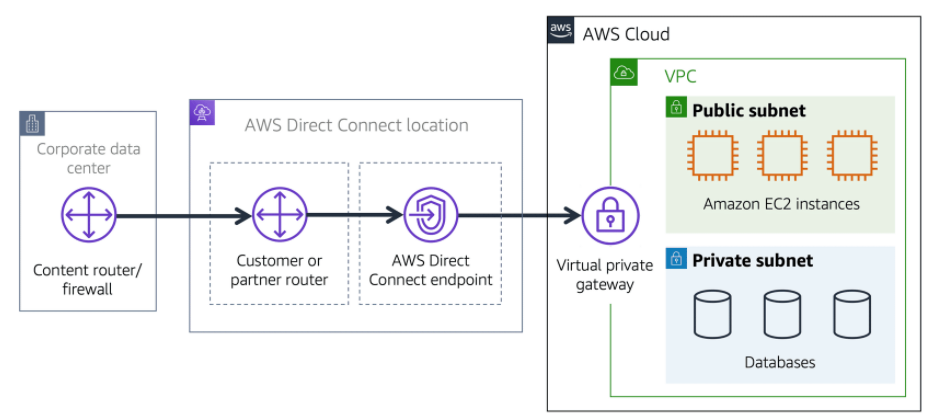 aws
AWS Cloud
VPC
Public subnet
Amazon EC2 instances
Private subnet
Databases
Virtual private
gateway
AWS Direct Connect location
Customer or
partner router
AWS Direct
Connect endpoint
Corporate data
center
Content router/
firewall